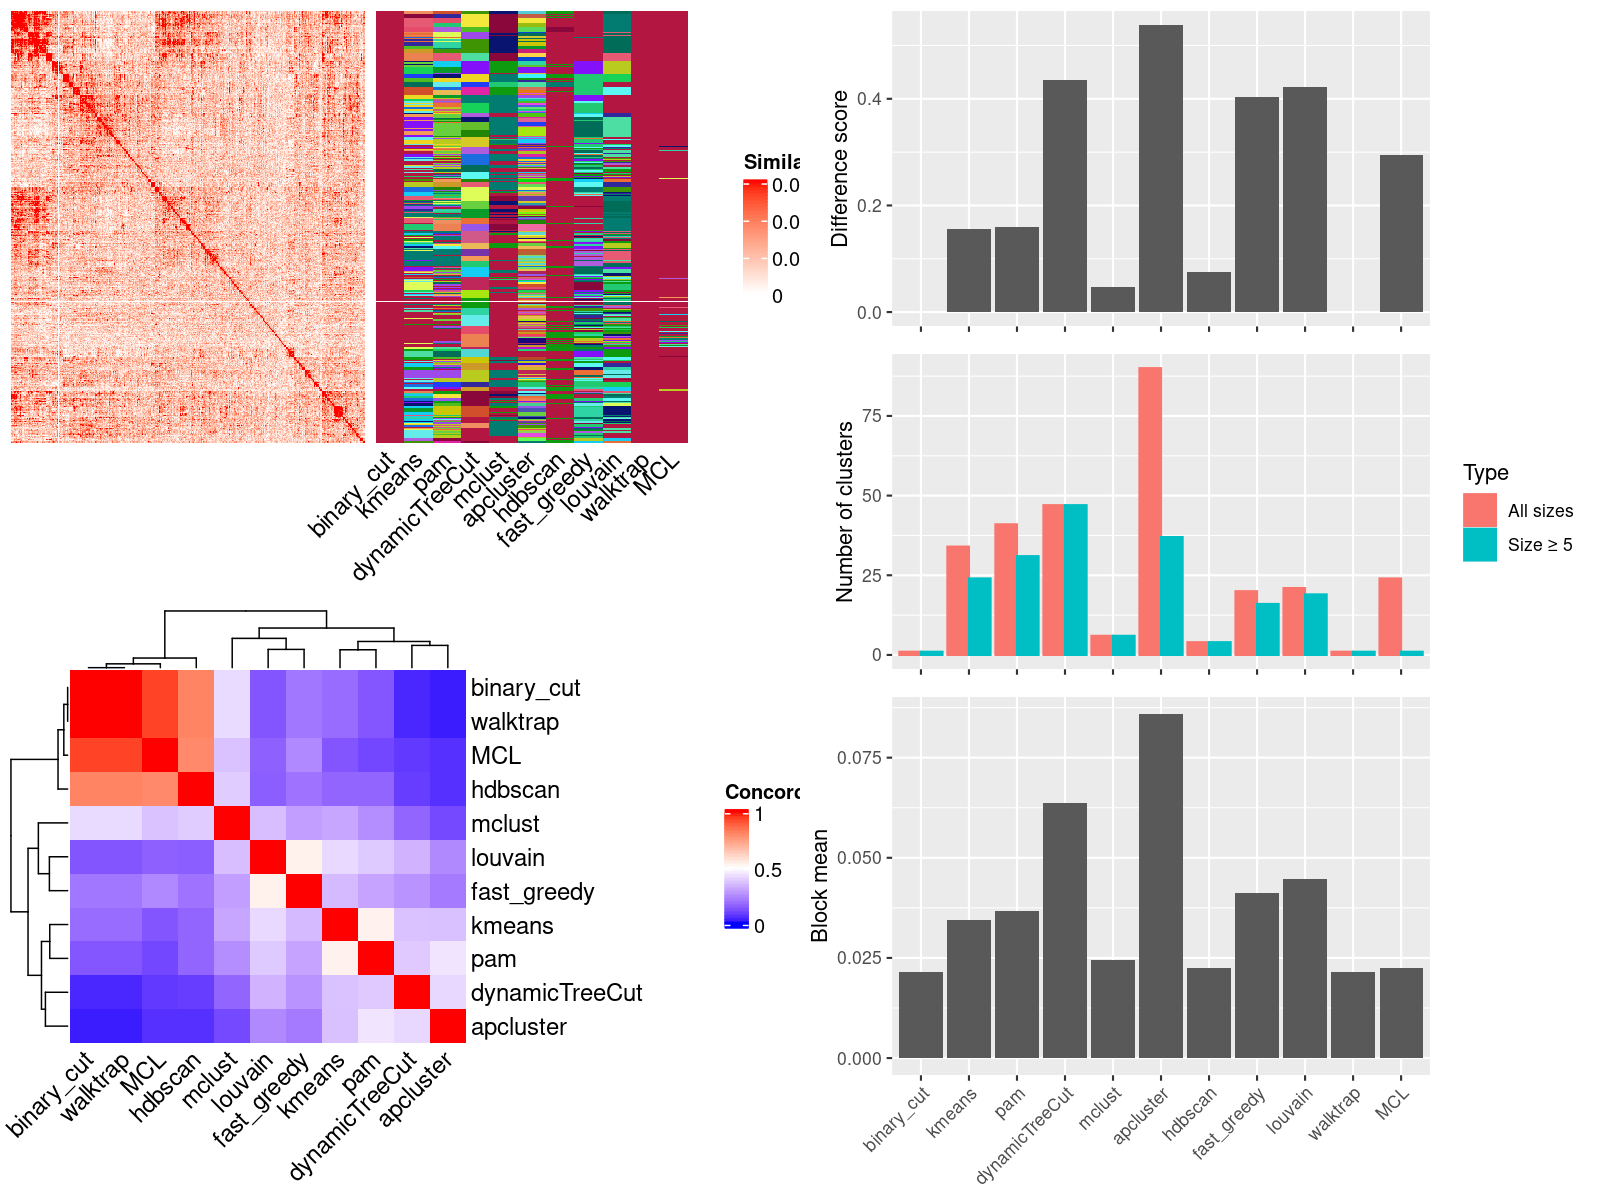 Simila
0.0
0.0
0.0
0
binary_cut
kmeans
pam
dynamicTreeCut
mclust
apcluster
hdbscan
fast_greedy
louvain
walktrap
MCL
binary_cut
walktrap
MCL
hdbscan
mclust
louvain
fast_greedy
kmeans
pam
dynamicTreeCut
apcluster
binary_cut
walktrap
MCL
hdbscan
mclust
louvain
fast_greedy
kmeans
pam
dynamicTreeCut
apcluster
Concord
1
0.5
0
Difference score
0.4
0.2
0.0
Number of clusters
75
50
25
0
Type
All sizes
Size ≥ 5
Block mean
0.075
0.050
0.025
0.000
binary_cut
kmeans
pam
dynamicTreeCut
mclust
apcluster
hdbscan
fast_greedy
louvain
walktrap
MCL